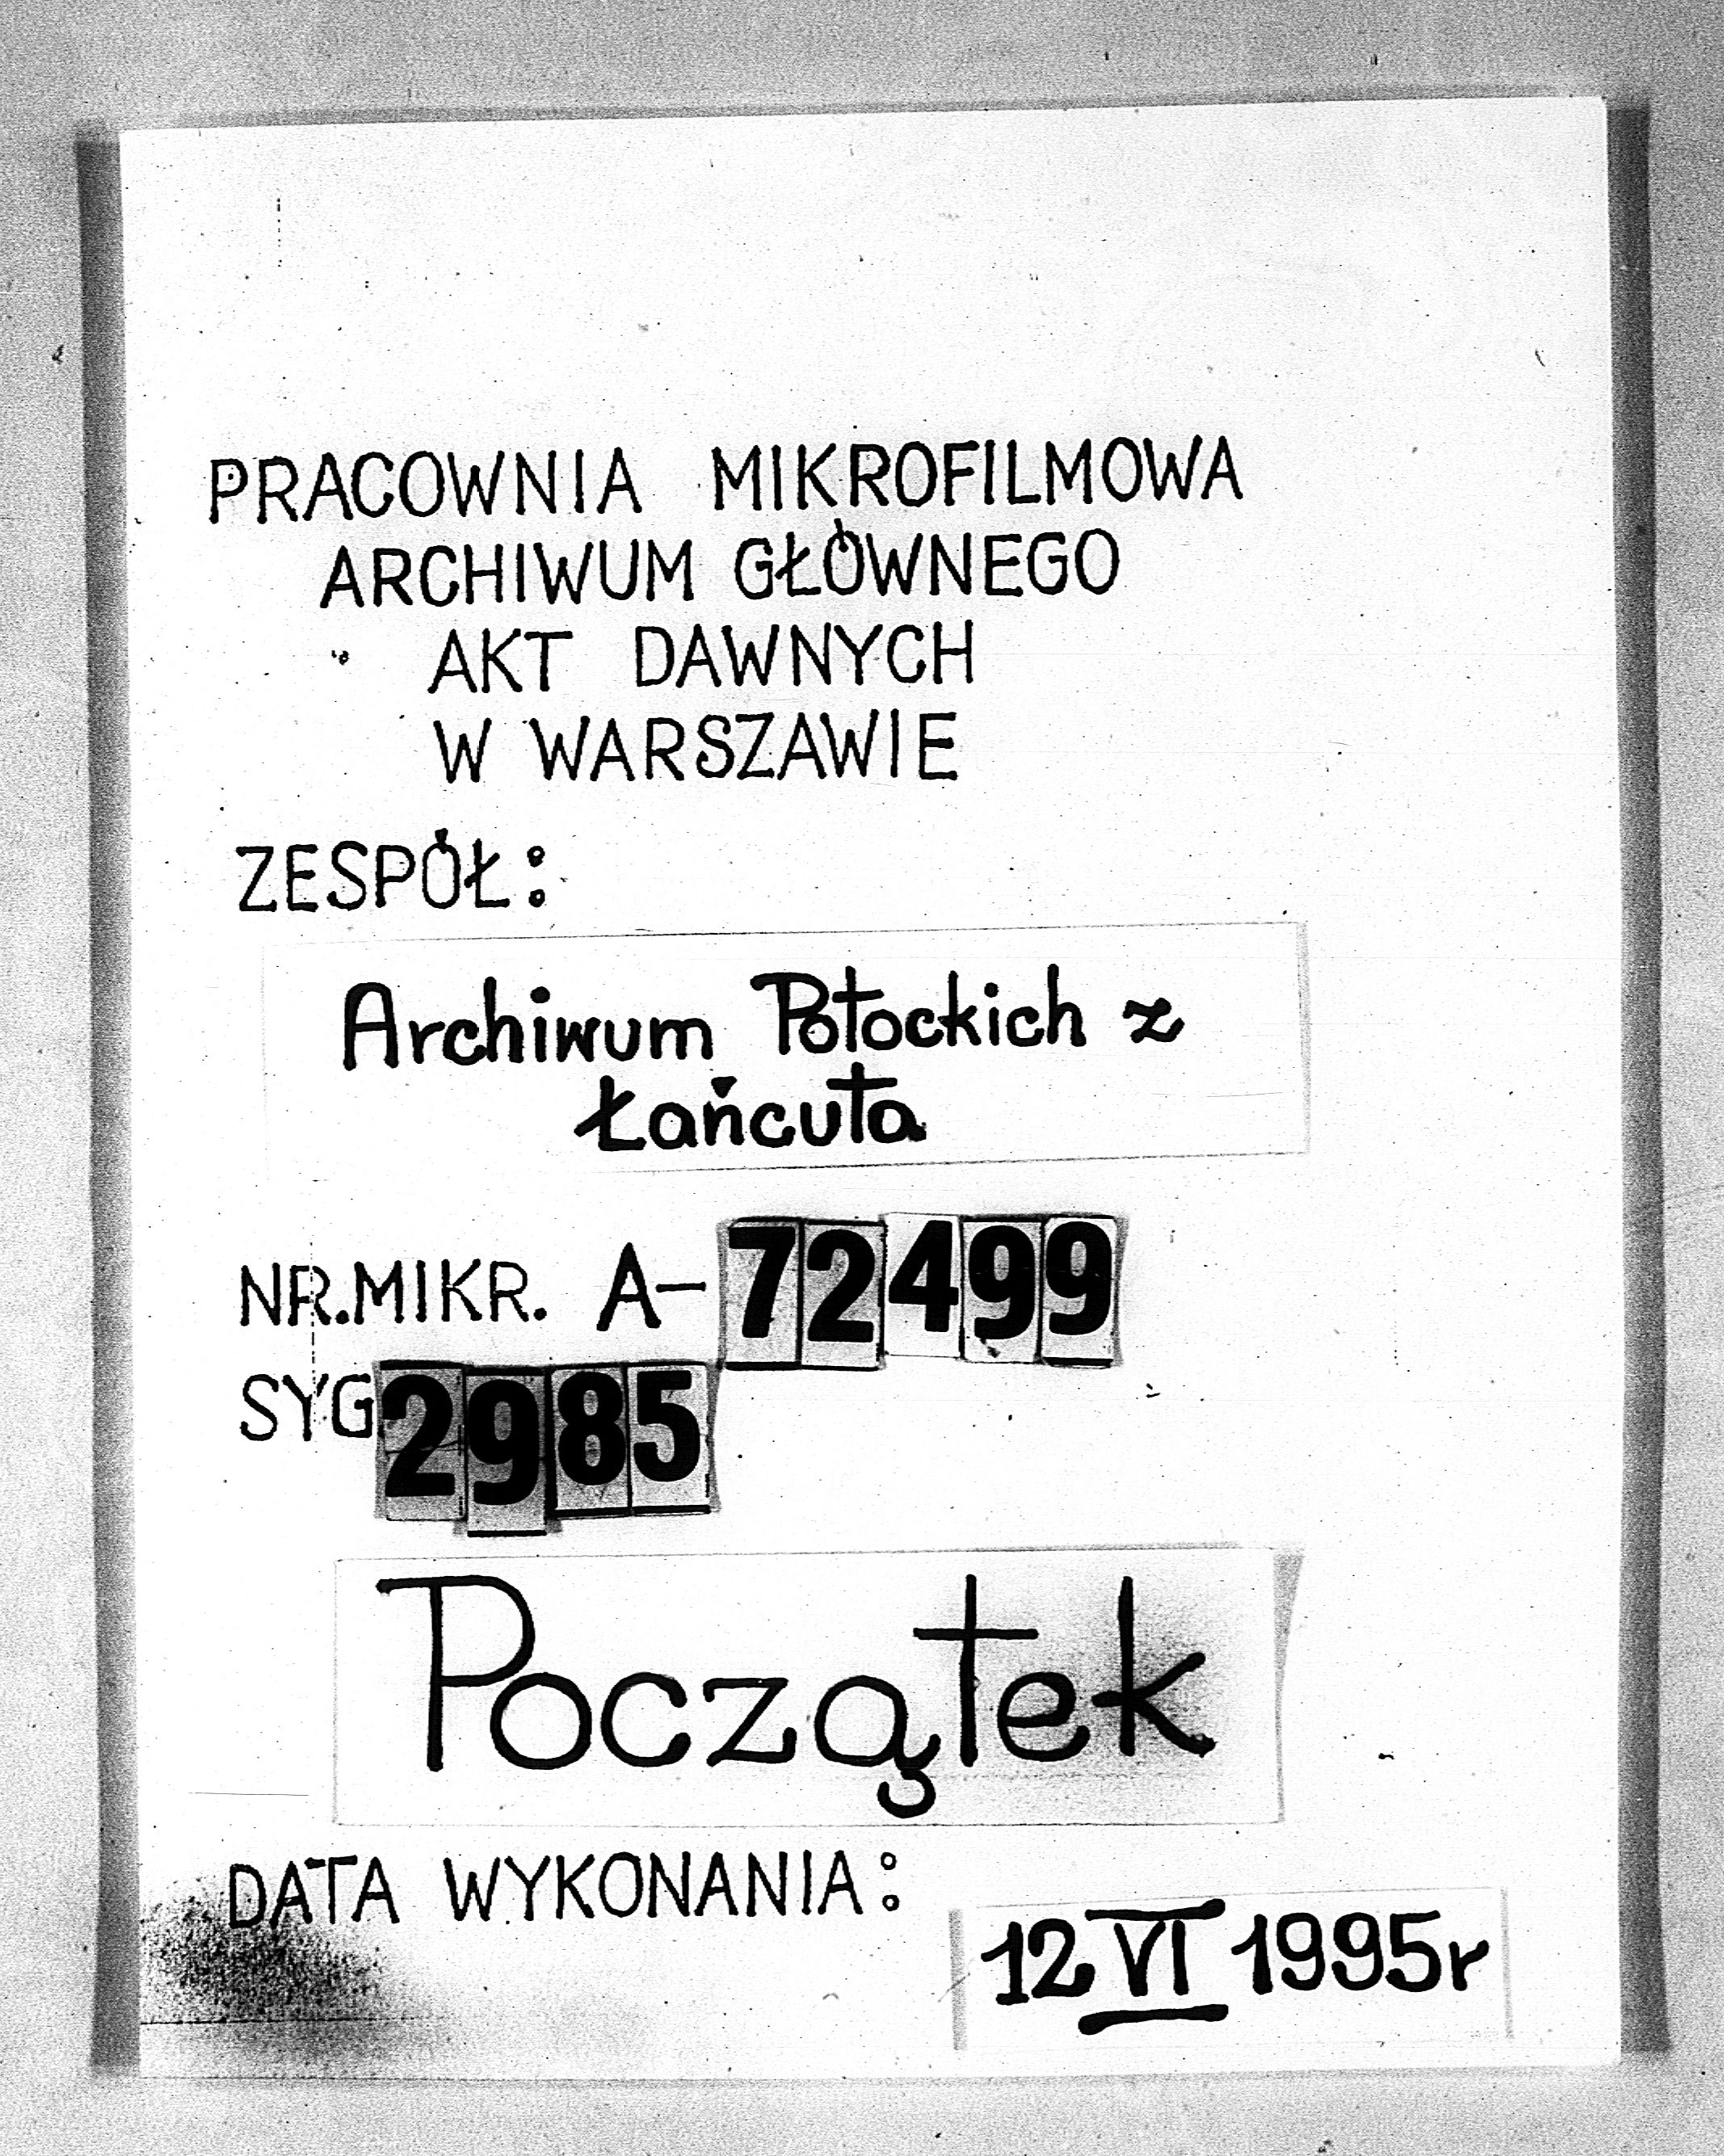 PRACOWNIA MIKROFILMOWA
ARCHIWUM GŁÓWNEGO
AKT DAWNYCH
W WARSZAWIE
ZESPÓŁ:
Archiwum Potockich z
Łańcuta
NR.MIKR. A-72499
SYG 2985
Początek
DATA WYKONANIA:
12 VI 1995r